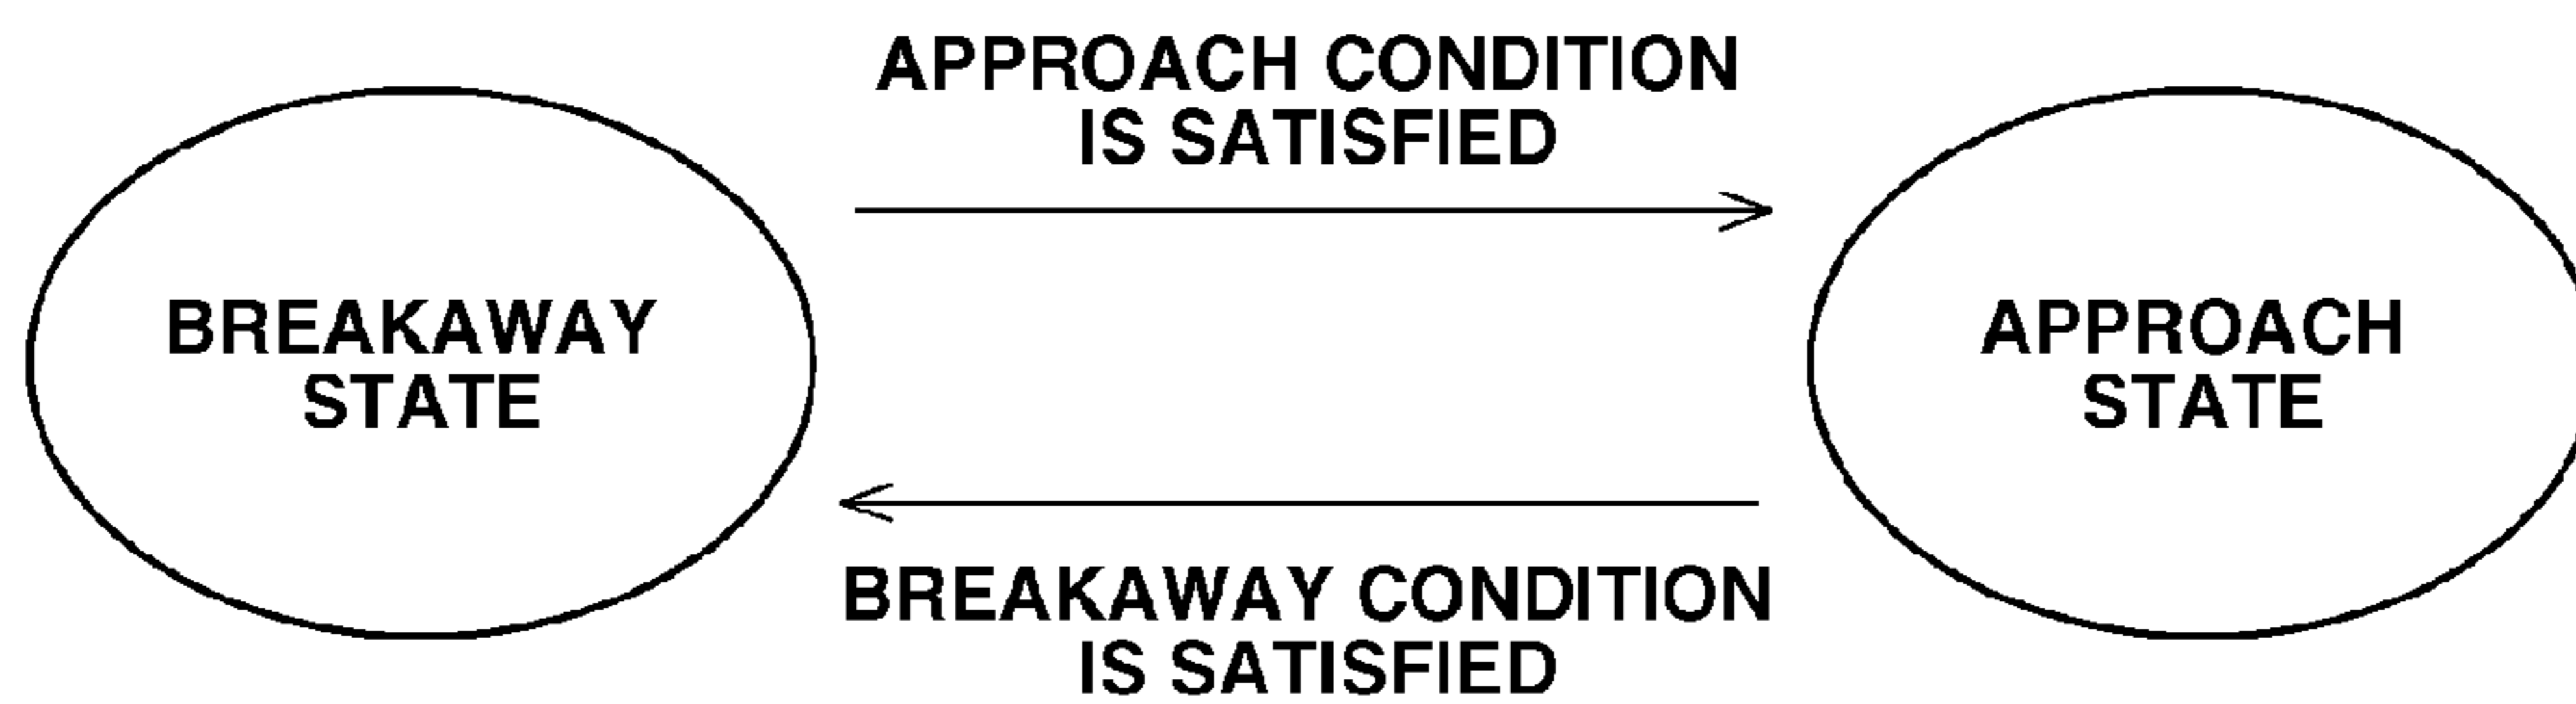 APPROACH CONDITION
IS SATISFIED
BREAKAWAY
STATE
APPROACH
STATE
BREAKAWAY CONDITION
IS SATISFIED